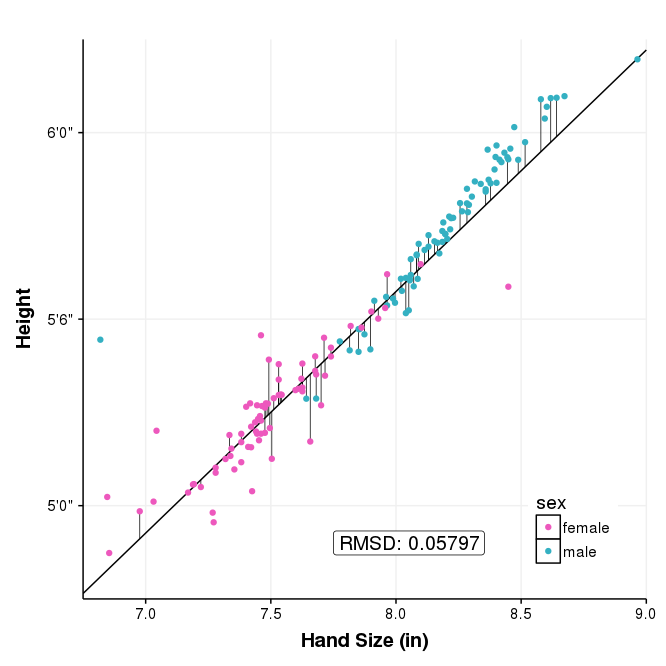 Height
6'0"
5'6"
5'0"
sex
female
male
RMSD: 0.05797
7.0 7.5 8.0 8.5 9.0
Hand Size (in)